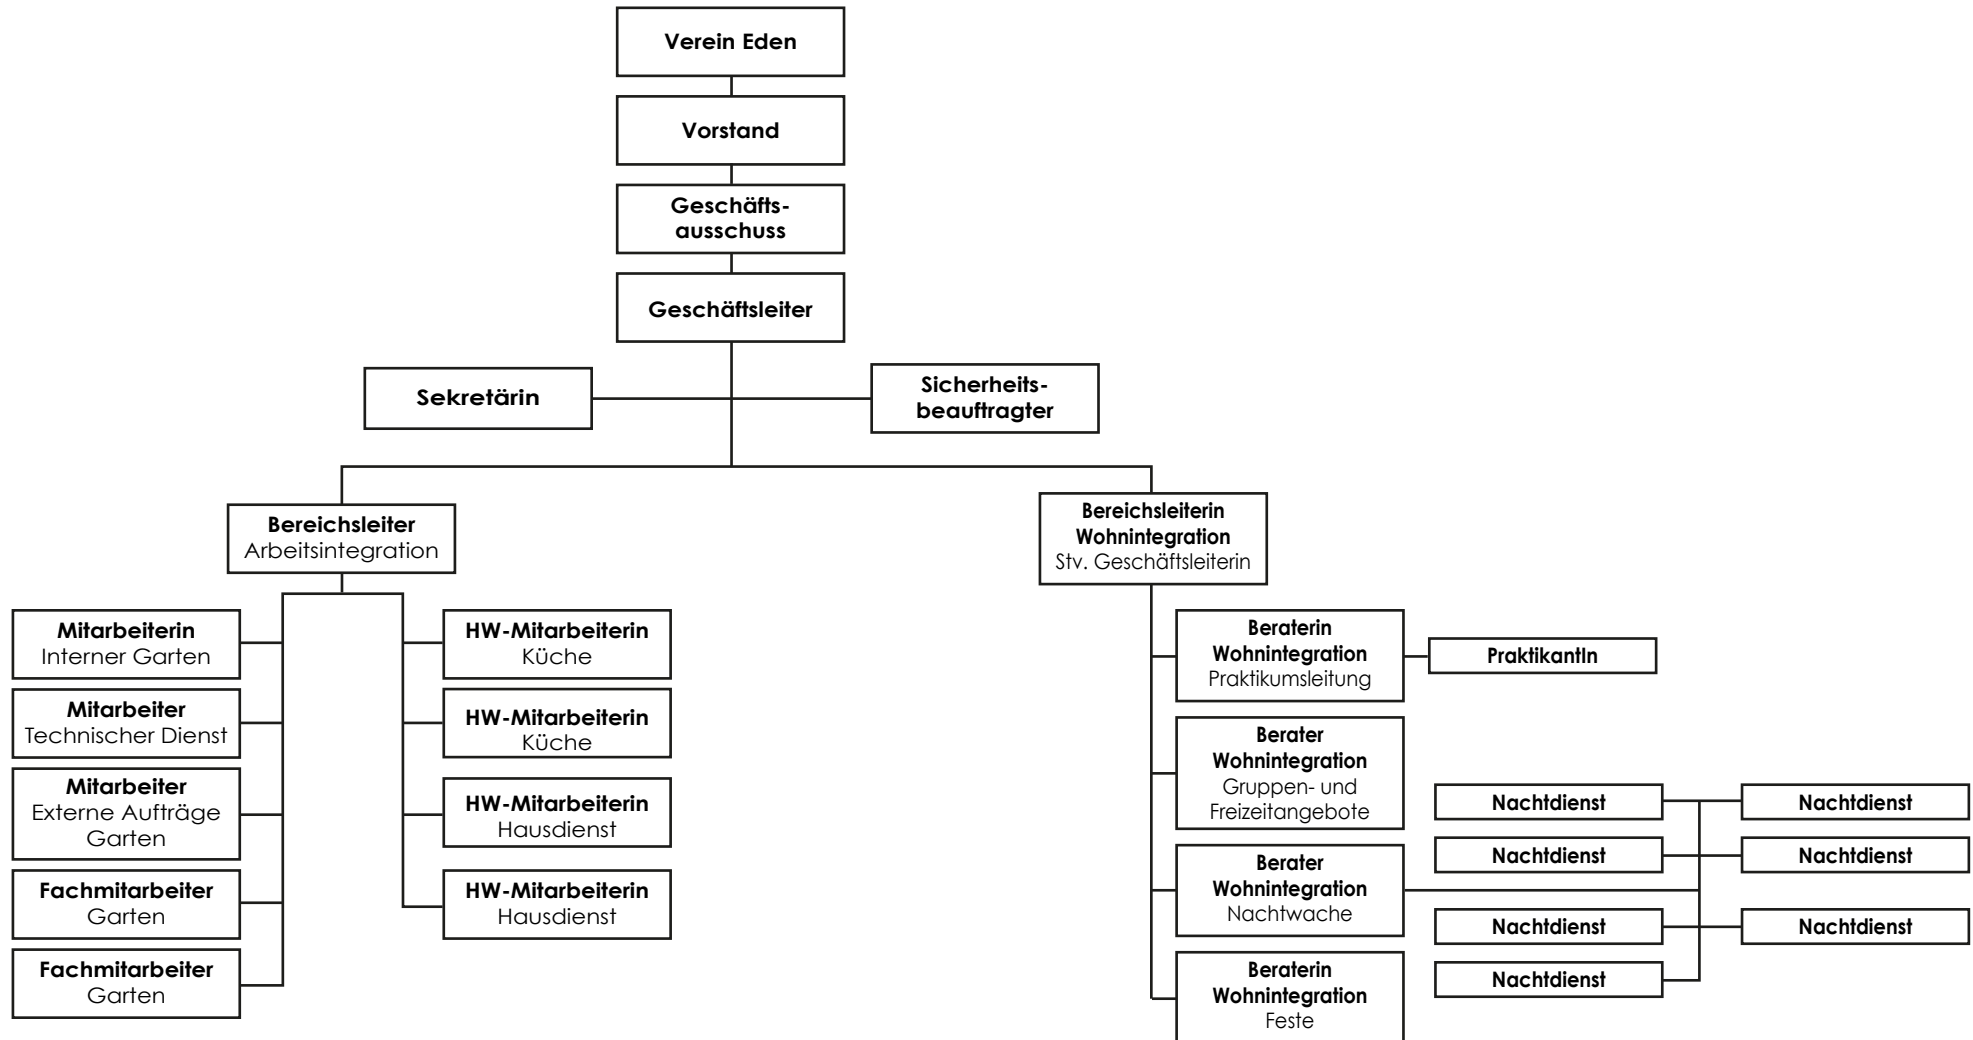 Verein Eden
Vorstand
Geschäfts-
ausschuss
Geschäftsleiter
Sekretärin
Sicherheits-
beauftragter
Bereichsleiter
Arbeitsintegration
Bereichsleiterin
Wohnintegration
Stv. Geschäftsleiterin
Mitarbeiterin
Interner Garten
Mitarbeiter
Technischer Dienst
Mitarbeiter
Externe Aufträge
Garten
Fachmitarbeiter
Garten
Fachmitarbeiter
Garten
HW-Mitarbeiterin
Küche
HW-Mitarbeiterin
Küche
HW-Mitarbeiterin
Hausdienst
HW-Mitarbeiterin
Hausdienst
Beraterin
Wohnintegration
Praktikumsleitung
PraktikantIn
Berater
Wohnintegration
Gruppen- und
Freizeitangebote
Berater
Wohnintegration
Nachtwache
Beraterin
Wohnintegration
Feste
Nachtdienst
Nachtdienst
Nachtdienst
Nachtdienst
Nachtdienst
Nachtdienst
Nachtdienst